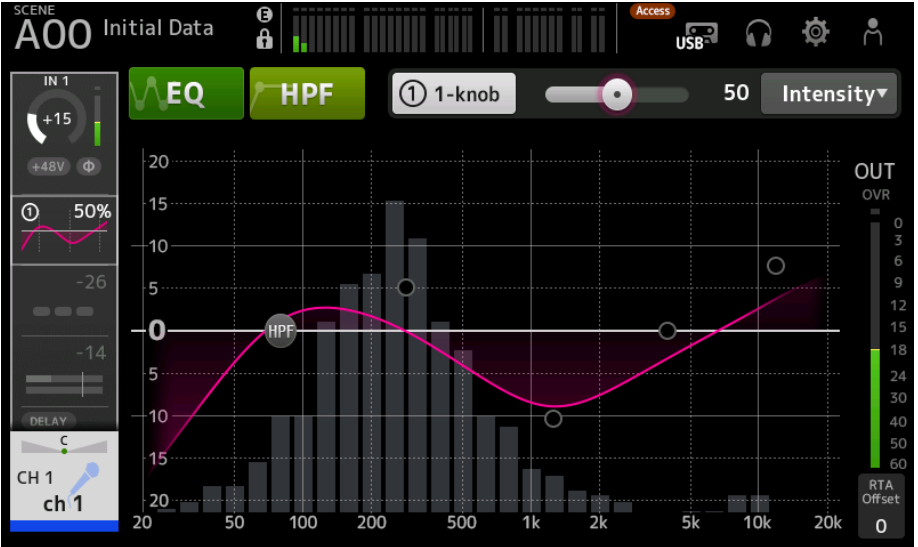 SCENE
A00 Initial Data
E
Access
USB
IN 1
+15
+48V Φ
① 50%
-26
-14
DELAY
C
CH 1
ch 1
EQ
HPF
① 1-knob
50
Intensity▾
20
15
10
5
0
5
10
15
20
HPF
20 50 100 200 500 1k 2k 5k 10k 20k
OUT
OVR
0
3
6
9
12
15
18
24
30
40
50
60
RTA
Offset
0